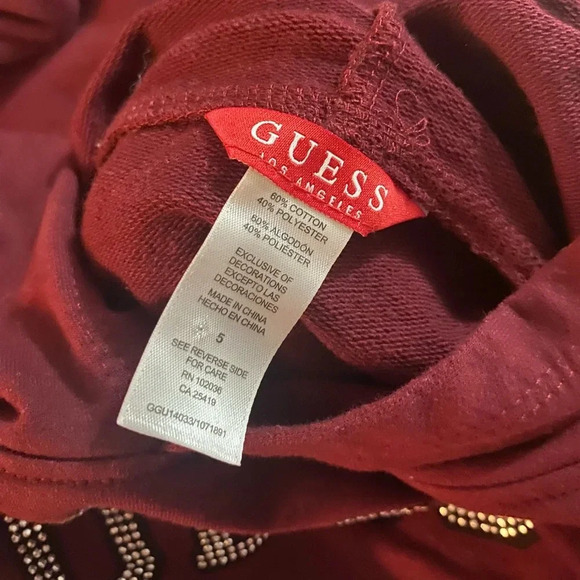 GUESS
LOS ANGELES
60% COTTON
40% POLYESTER
60% ALGODÓN
40% POLIÉSTER
EXCLUSIVE OF
DECORATIONS
EXCEPTO LAS
DECORACIONES
MADE IN CHINA
HECHO EN CHINA
5
SEE REVERSE SIDE
FOR CARE
RN 102036
CA 25419
GGU14033/1071891